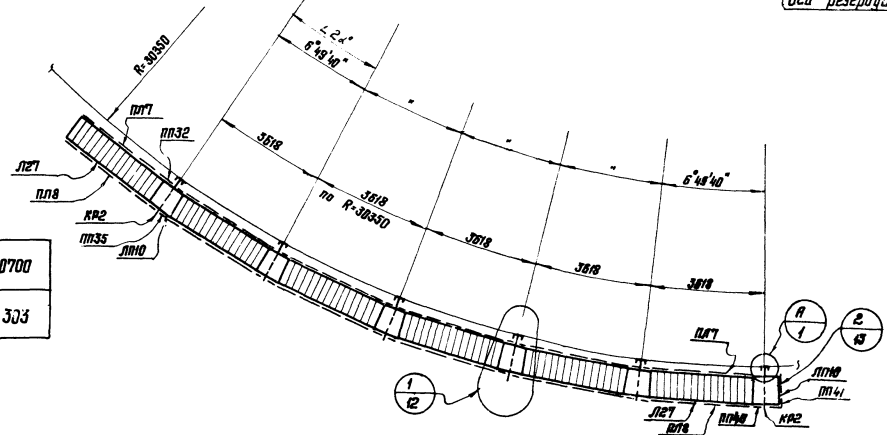 Оси резервуа
∠ 2α°
6°49'40"
R=30350
"
"
"
6°49'40"
ПЛ7
ПП32
3618
3618
по R=30350
3618
3618
3618
Л27
ПЛ8
КР2
ПП35
ЛП10
0700
303
А
1
2
13
ПЛ7
1
12
ЛП10
ПП41
Л27
ПЛ8
ПП40
КР2